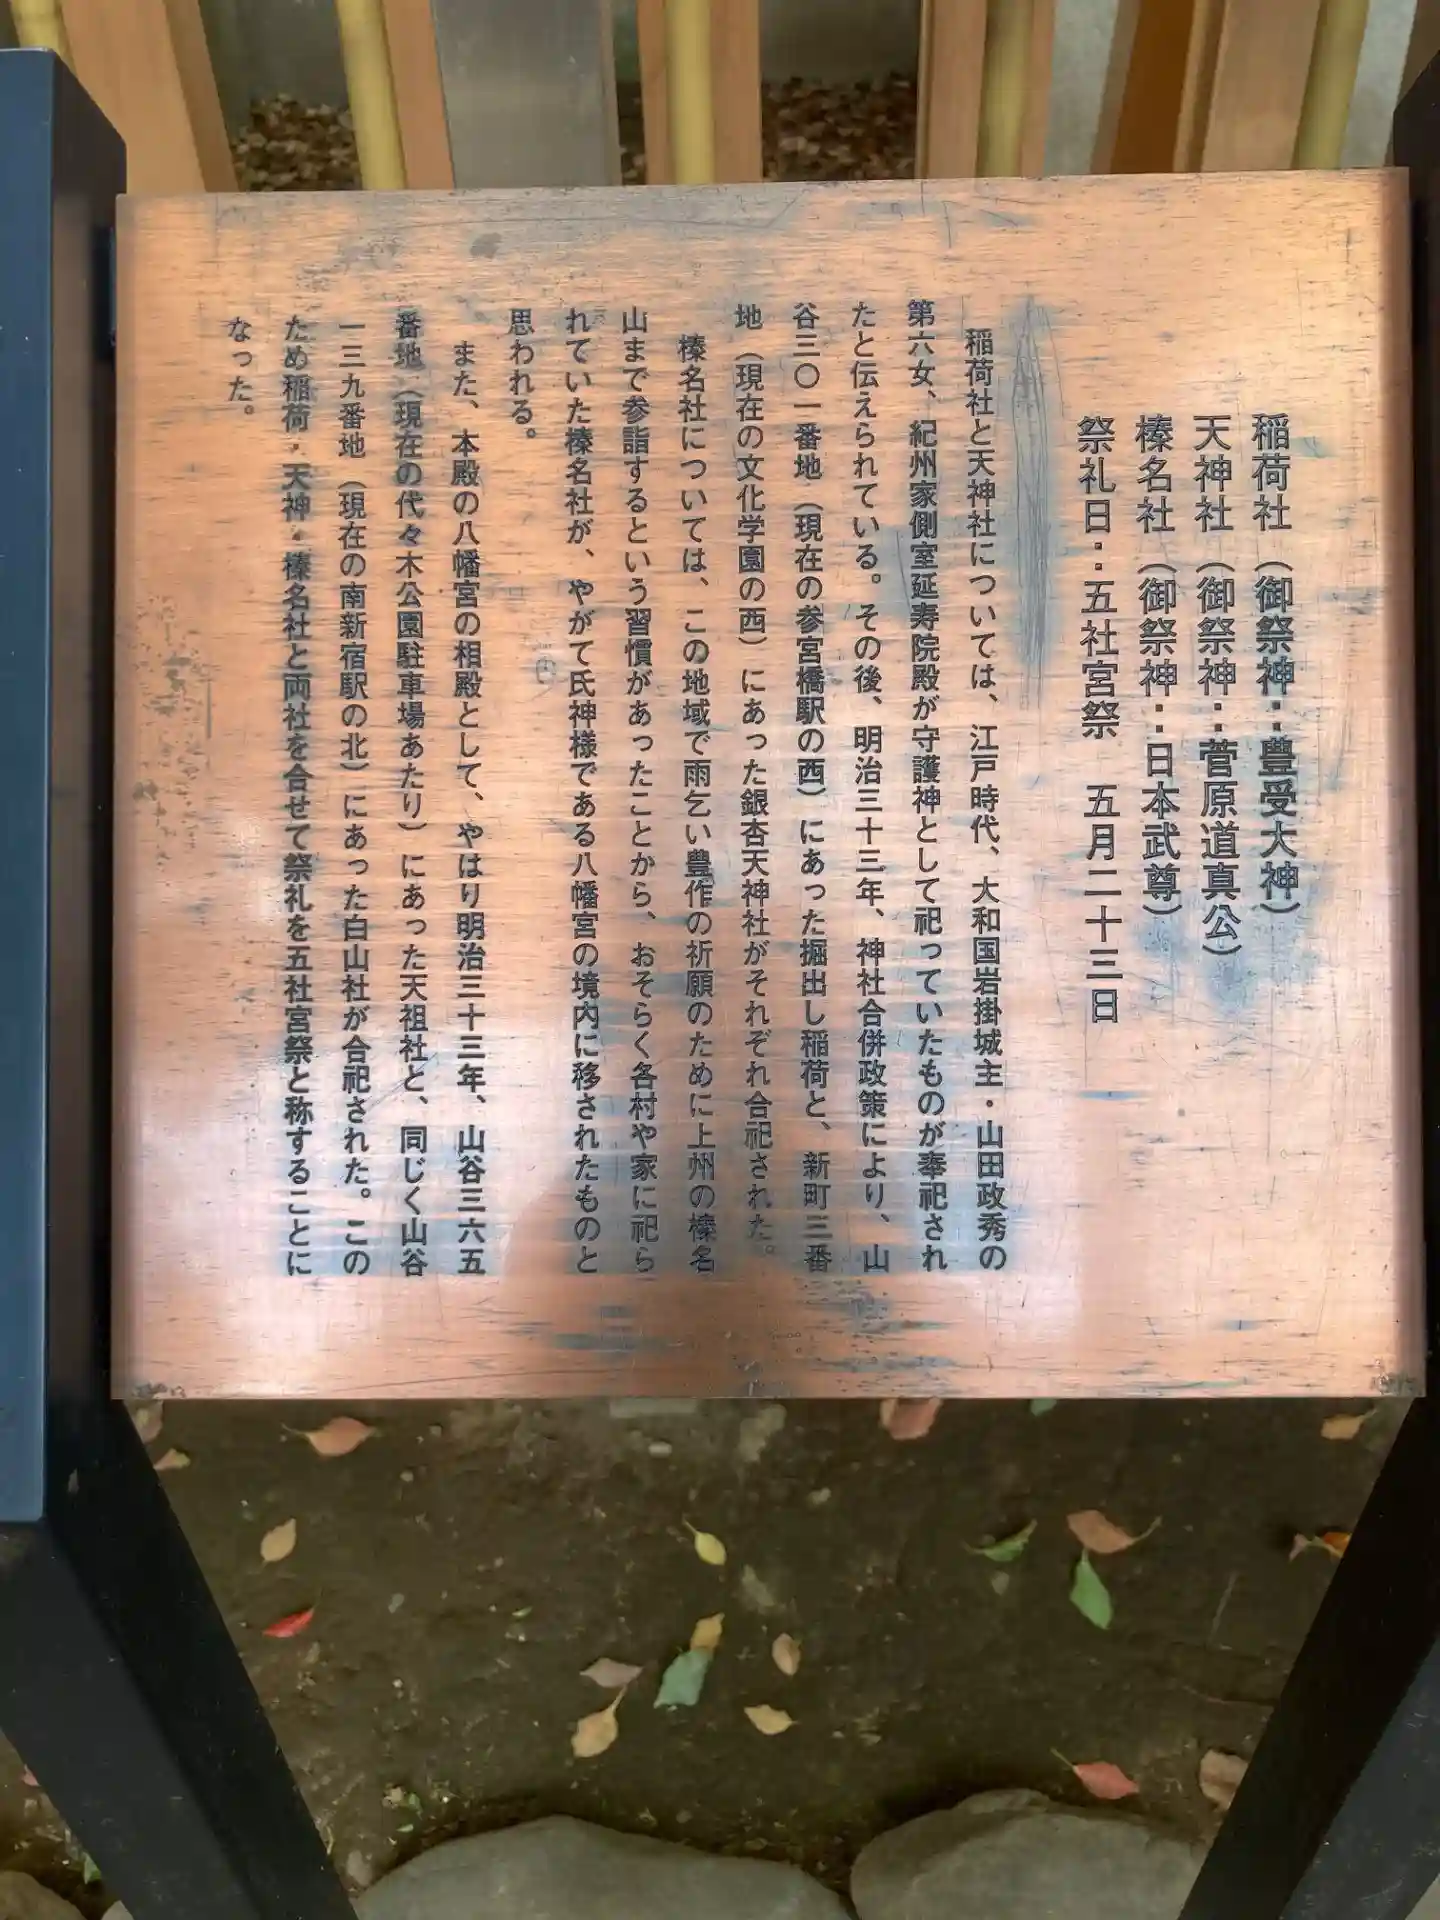 稲荷社（御祭神：豊受大神）
天神社（御祭神：菅原道真公）
榛名社（御祭神：日本武尊）
祭礼日：五社宮祭　五月二十三日
稲荷社と天神社については、江戸時代、大和国岩掛城主・山田政秀の
第六女、紀州家側室延寿院殿が守護神として祀っていたものが奉祀され
たと伝えられている。その後、明治三十三年、神社合併政策により、山
谷三〇一番地（現在の参宮橋駅の西）にあった掘出し稲荷と、新町三番
地（現在の文化学園の西）にあった銀杏天神社がそれぞれ合祀された。
榛名社については、この地域で雨乞い豊作の祈願のために上州の榛名
山まで参詣するという習慣があったことから、おそらく各村や家に祀ら
れていた榛名社が、やがて氏神様である八幡宮の境内に移されたものと
思われる。
また、本殿の八幡宮の相殿として、やはり明治三十三年、山谷三六五
番地（現在の代々木公園駐車場あたり）にあった天祖社と、同じく山谷
一三九番地（現在の南新宿駅の北）にあった白山社が合祀された。この
ため稲荷・天神・榛名社と両社を合せて祭礼を五社宮祭と称することに
なった。